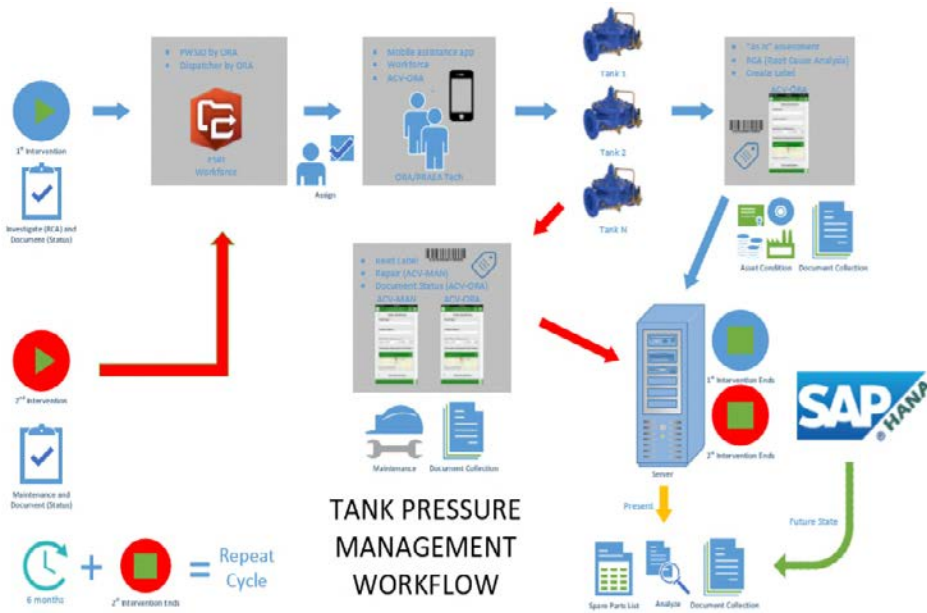 PWSID by ORA
Dispatcher by ORA
Workforce
1st Intervention
Investigate (RCA) and
Document (Status)
Assign
Mobile assistance app
Workforce
ACV-ORA
ORA/PRAEA Tech
Tank 1
Tank 2
Tank N
"As Is" Assessment
RCA (Root Cause Analysis)
Create Label
ACV-ORA
Asset Condition
Document Collection
Read Label
Repair (ACV-MAN)
Document Status (ACV-ORA)
ACV-MAN
ACV-ORA
Maintenance
Document Collection
2nd Intervention
Maintenance and
Document (Status)
1st Intervention Ends
2nd Intervention Ends
Server
SAP
HANA
Present
Future State
Spare Parts List
Analyze
Document Collection
TANK PRESSURE
MANAGEMENT
WORKFLOW
6 months
+
2nd Intervention Ends
=
Repeat
Cycle